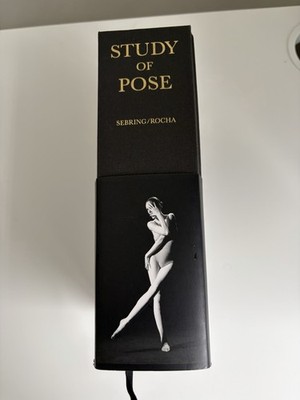 STUDY
OF
POSE
SEBRING/ROCHA